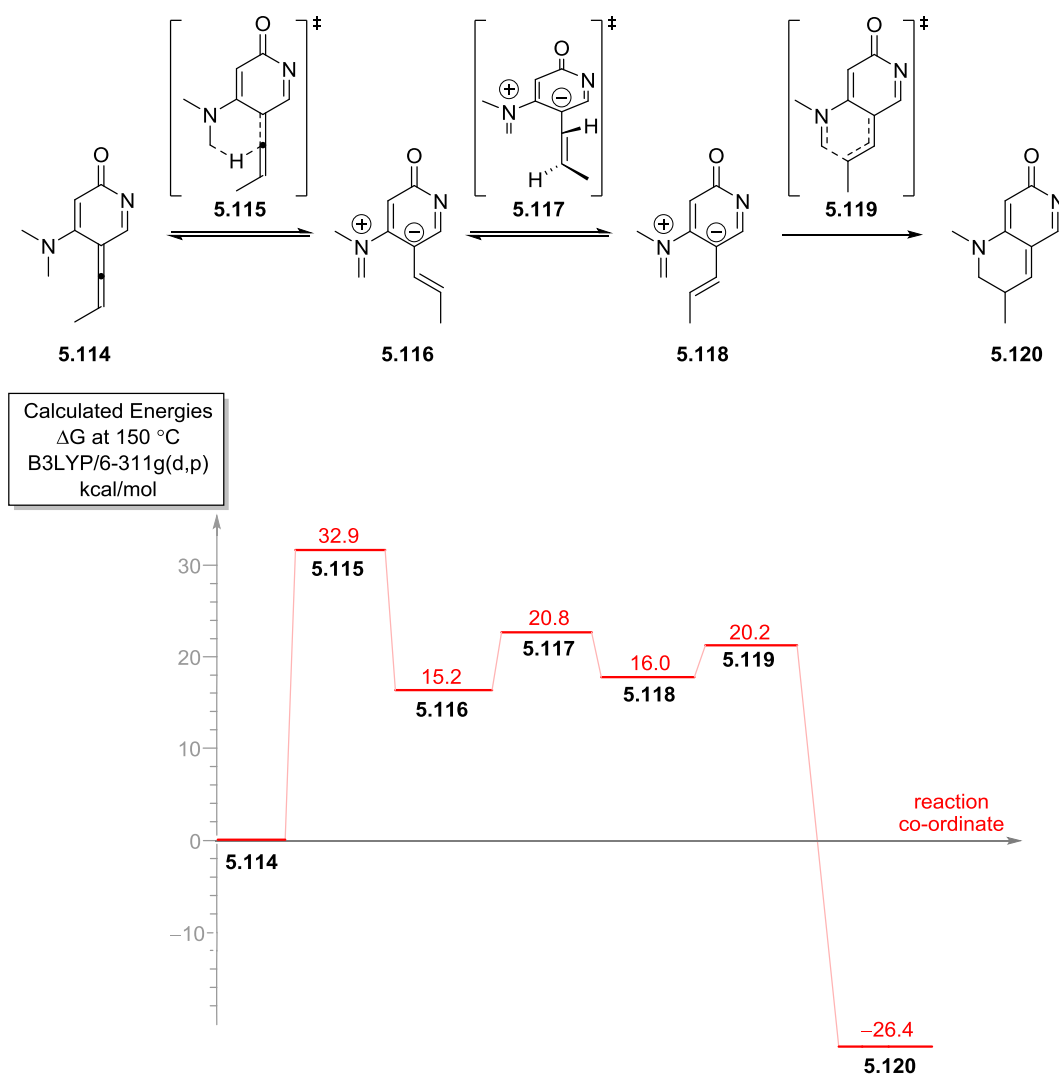 O
N
N
H
‡
5.115
O
N
⊕
N
⊖
H
H
‡
5.117
O
N
N
‡
5.119
O
N
N
5.114
O
N
⊕
N
⊖
5.116
O
N
⊕
N
⊖
5.118
O
N
N
5.120
Calculated Energies
ΔG at 150 °C
B3LYP/6-311g(d,p)
kcal/mol
30
20
10
0
−10
32.9
5.115
15.2
5.116
20.8
5.117
16.0
5.118
20.2
5.119
5.114
reaction
co-ordinate
−26.4
5.120